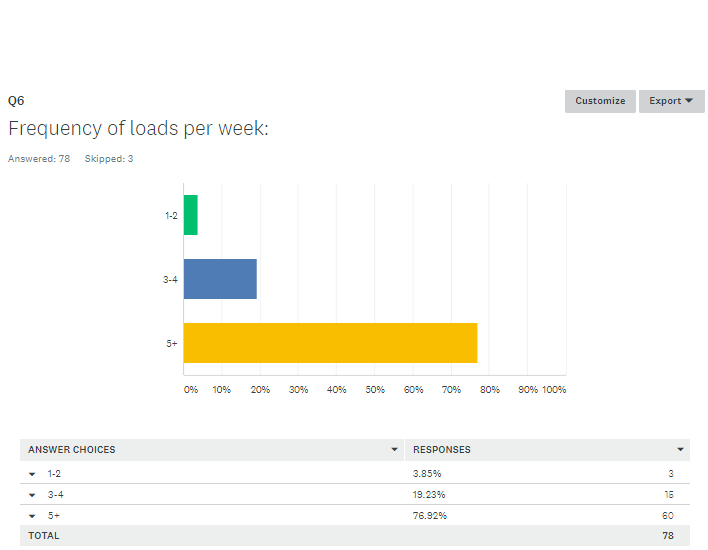 Q6
Customize
Export
Frequency of loads per week:
Answered: 78 Skipped: 3
1-2
3-4
5+
0% 10% 20% 30% 40% 50% 60% 70% 80% 90% 100%
ANSWER CHOICES RESPONSES
1-2 3.85% 3
3-4 19.23% 15
5+ 76.92% 60
TOTAL 78